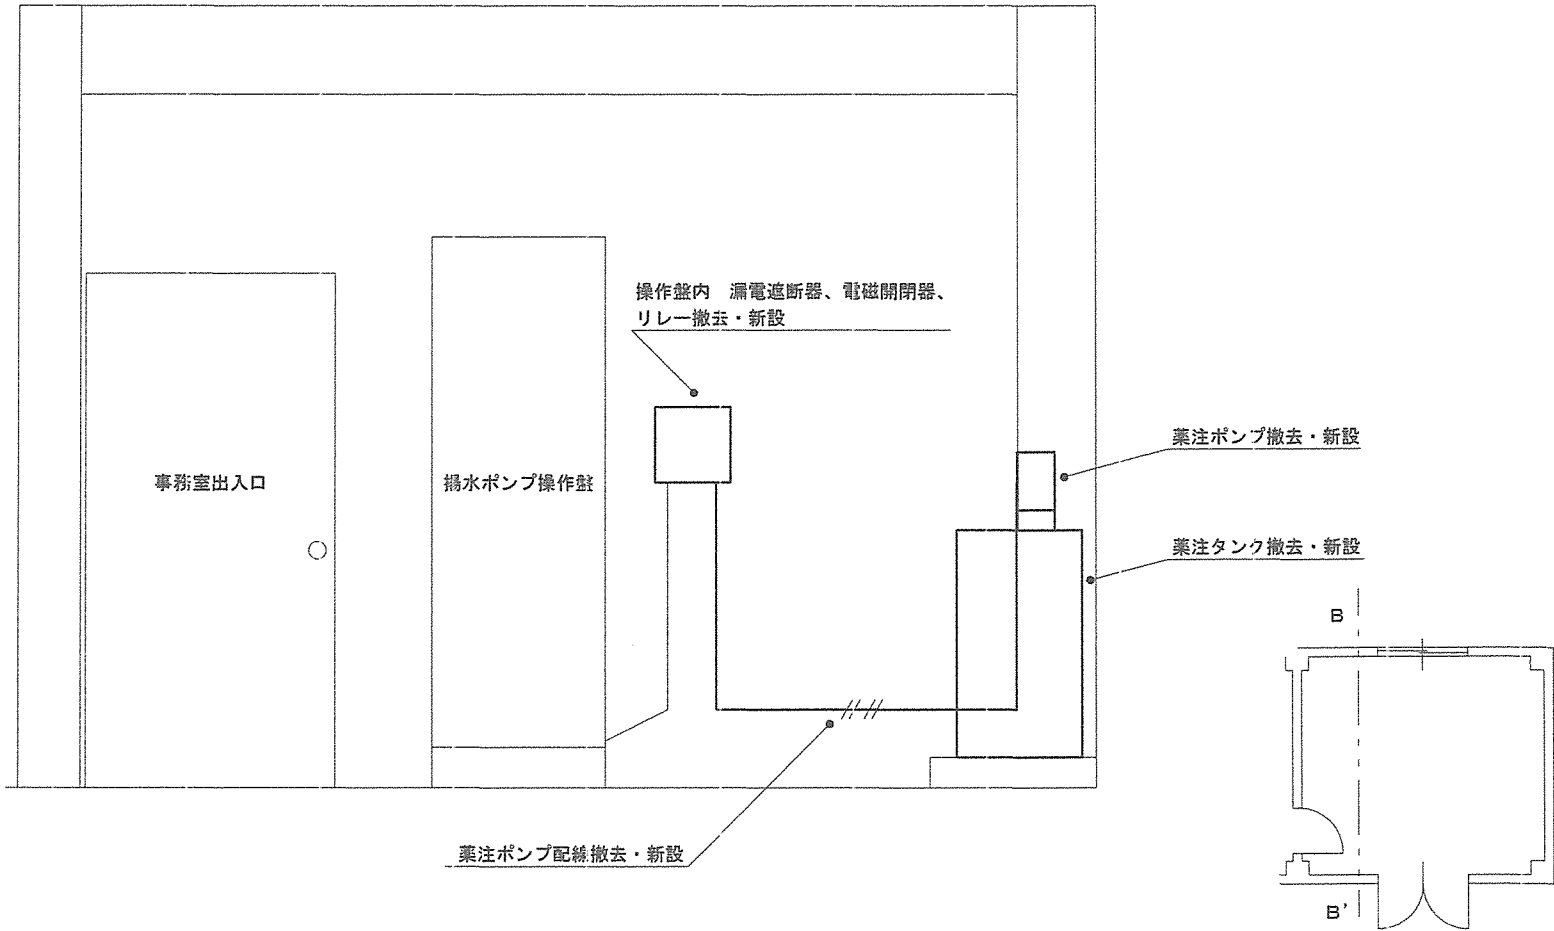 操作盤内　漏電遮断器、電磁開閉器、
リレー撤去・新設
薬注ポンプ撤去・新設
事務室出入口
揚水ポンプ操作盤
薬注タンク撤去・新設
B
薬注ポンプ配線撤去・新設
B'